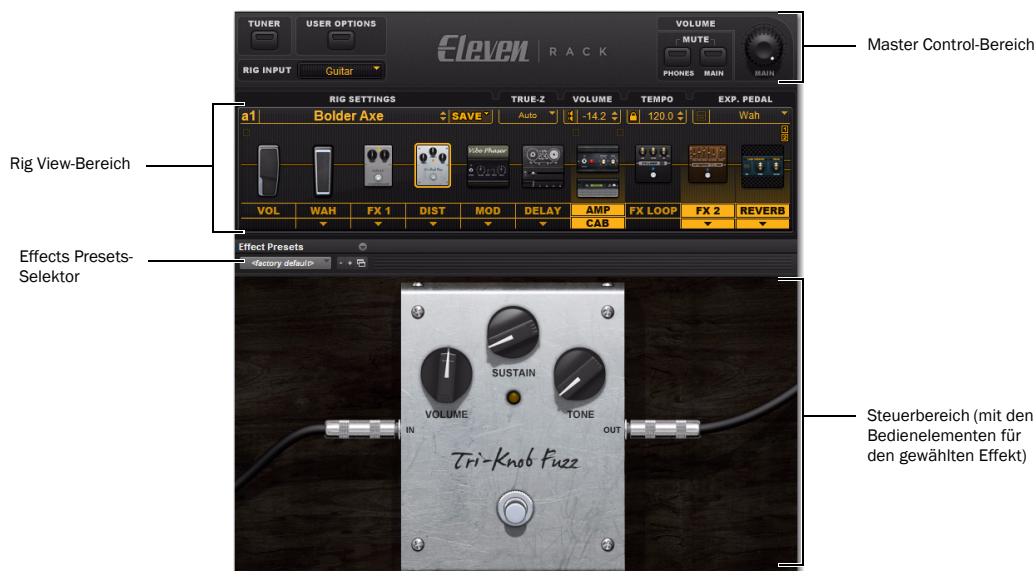 TUNER
USER OPTIONS
Eleven | RACK
VOLUME
MUTE
PHONES MAIN
MAIN
RIG INPUT Guitar
Master Control-Bereich
RIG SETTINGS TRUE-Z VOLUME TEMPO EXP. PEDAL
a1 Bolder Axe SAVE Auto -14.2 120.0 Wah
Rig View-Bereich
Vibe Phaser
Tri-Knob Fuzz
VOL WAH FX 1 DIST MOD DELAY AMP FX LOOP FX 2 REVERB
CAB
Effect Presets
<factory default> - +
Effects Presets-
Selektor
SUSTAIN
VOLUME
TONE
IN
OUT
Tri-Knob Fuzz
Steuerbereich (mit den
Bedienelementen für
den gewählten Effekt)